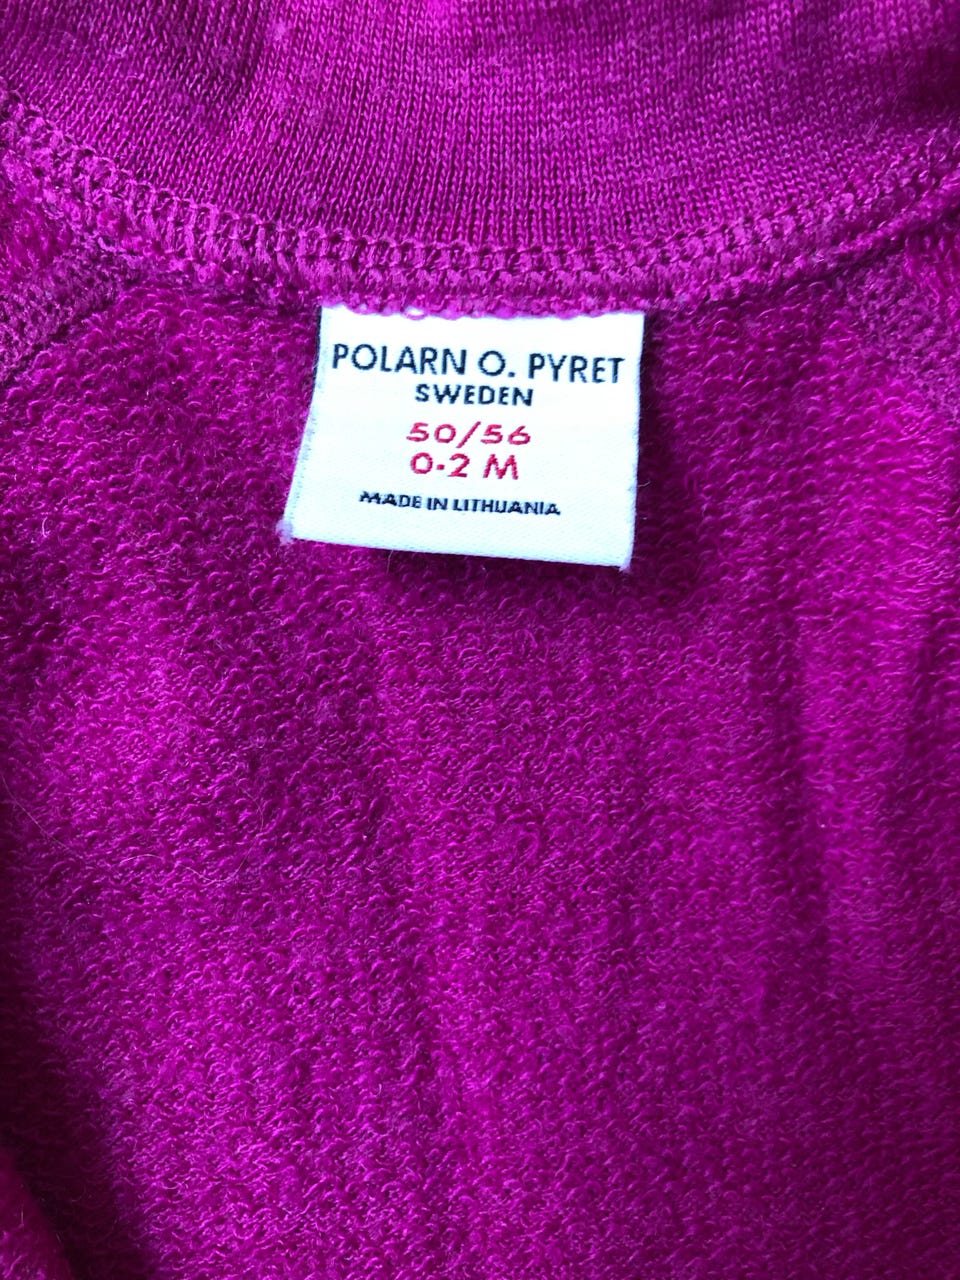 POLARN O. PYRET
SWEDEN
50/56
0-2 M
MADE IN LITHUANIA